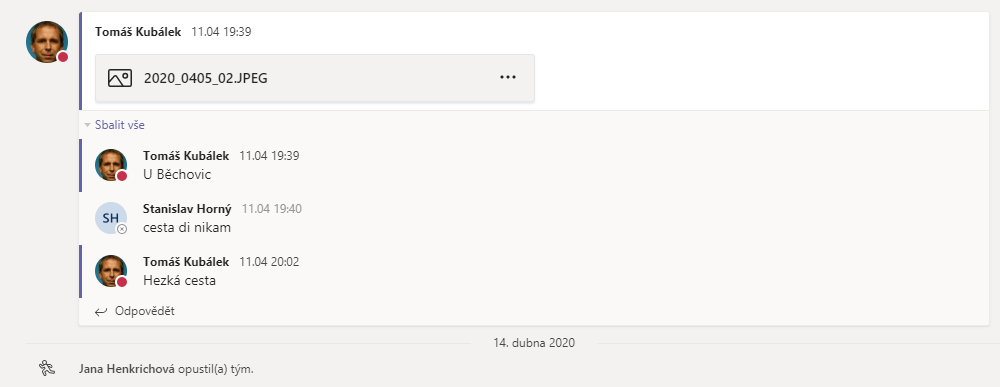 Tomáš Kubálek 11.04 19:39
2020_0405_02.JPEG
Sbalit vše
Tomáš Kubálek 11.04 19:39
U Běchovic
SH
Stanislav Horný 11.04 19:40
cesta di nikam
Tomáš Kubálek 11.04 20:02
Hezká cesta
Odpovědět
14. dubna 2020
Jana Henkrichová opustil(a) tým.